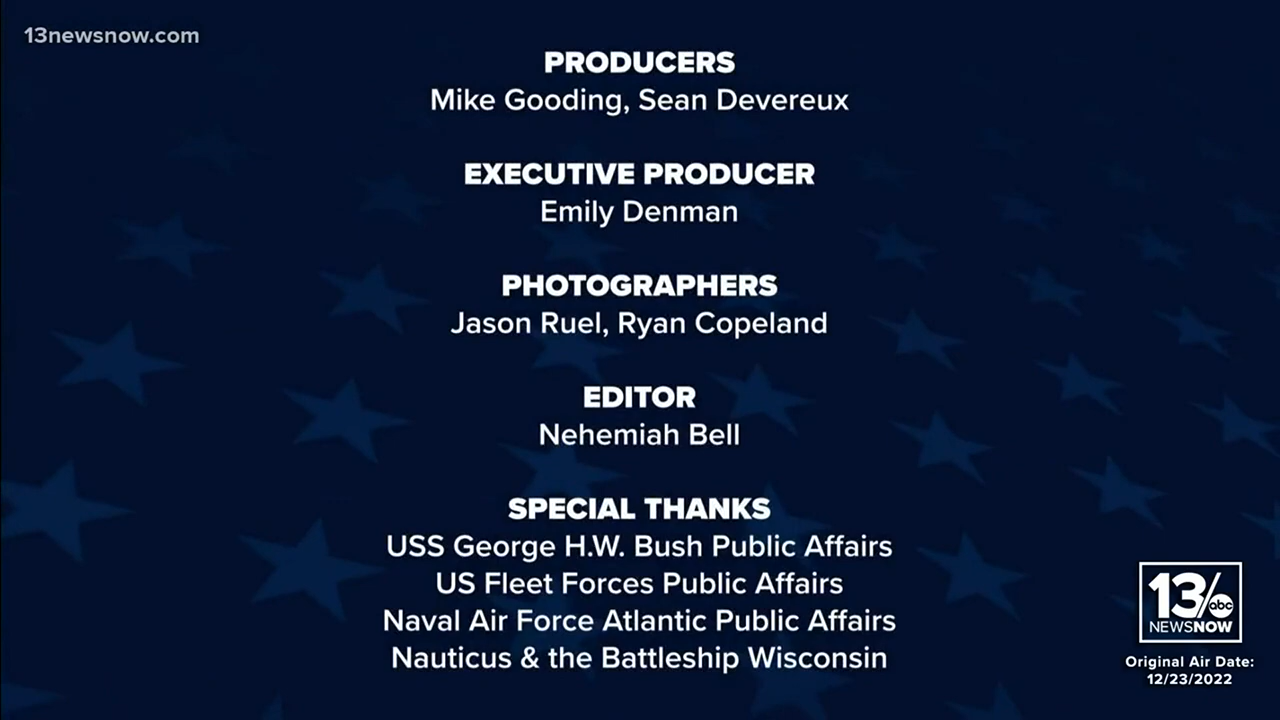 13newsnow.com
PRODUCERS
Mike Gooding, Sean Devereux
EXECUTIVE PRODUCER
Emily Denman
PHOTOGRAPHERS
Jason Ruel, Ryan Copeland
EDITOR
Nehemiah Bell
SPECIAL THANKS
USS George H.W. Bush Public Affairs
US Fleet Forces Public Affairs
Naval Air Force Atlantic Public Affairs
Nauticus & the Battleship Wisconsin
13/abc
NEWSNOW
Original Air Date:
12/23/2022